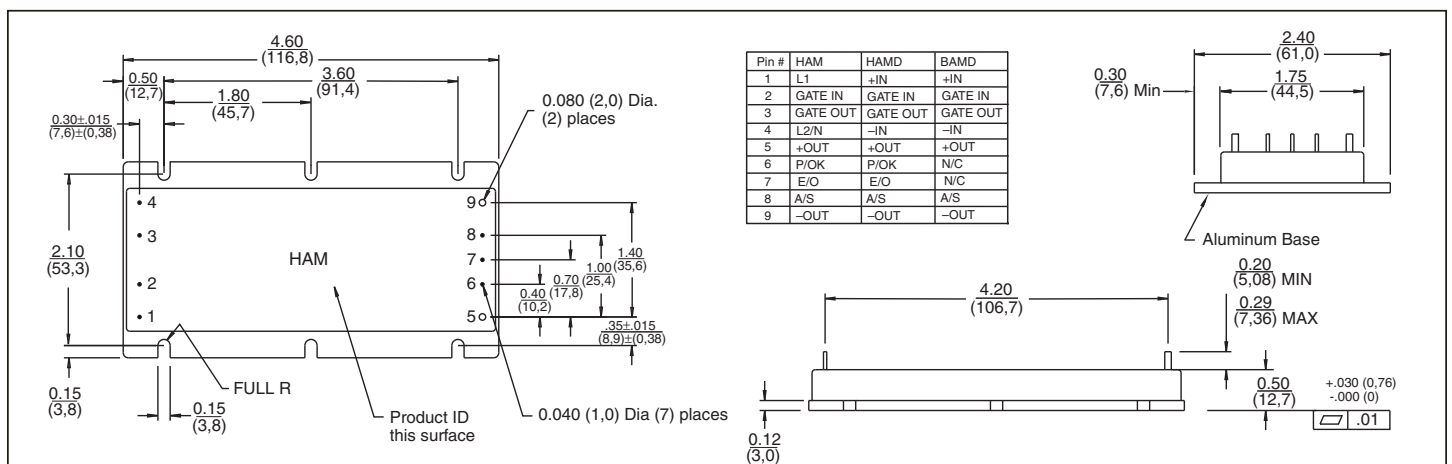 4.60
(116,8)
0.50
(12,7)
3.60
(91,4)
1.80
(45,7)
0.30±.015
(7,6)±(0,38)
0.080 (2,0) Dia.
(2) places
4
3
2
1
2.10
(53,3)
HAM
9
8
7
6
5
1.40
(35,6)
1.00
(25,4)
0.70
(17,8)
0.40
(10,2)
.35±.015
(8,9)±(0,38)
FULL R
0.15
(3,8)
0.15
(3,8)
Product ID
this surface
0.040 (1,0) Dia (7) places
Pin # HAM HAMD BAMD
1 L1 +IN +IN
2 GATE IN GATE IN GATE IN
3 GATE OUT GATE OUT GATE OUT
4 L2/N –IN –IN
5 +OUT +OUT +OUT
6 P/OK P/OK N/C
7 E/O E/O N/C
8 A/S A/S A/S
9 –OUT –OUT –OUT
2.40
(61,0)
0.30
(7,6) Min
1.75
(44,5)
Aluminum Base
0.20
(5,08) MIN
0.29
(7,36) MAX
4.20
(106,7)
0.50
(12,7)
+.030 (0,76)
-.000 (0)
.01
0.12
(3,0)